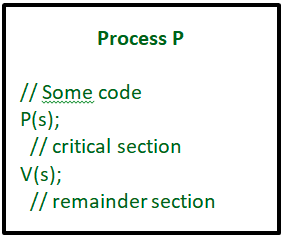 Process P
// Some code
P(s);
// critical section
V(s);
// remainder section